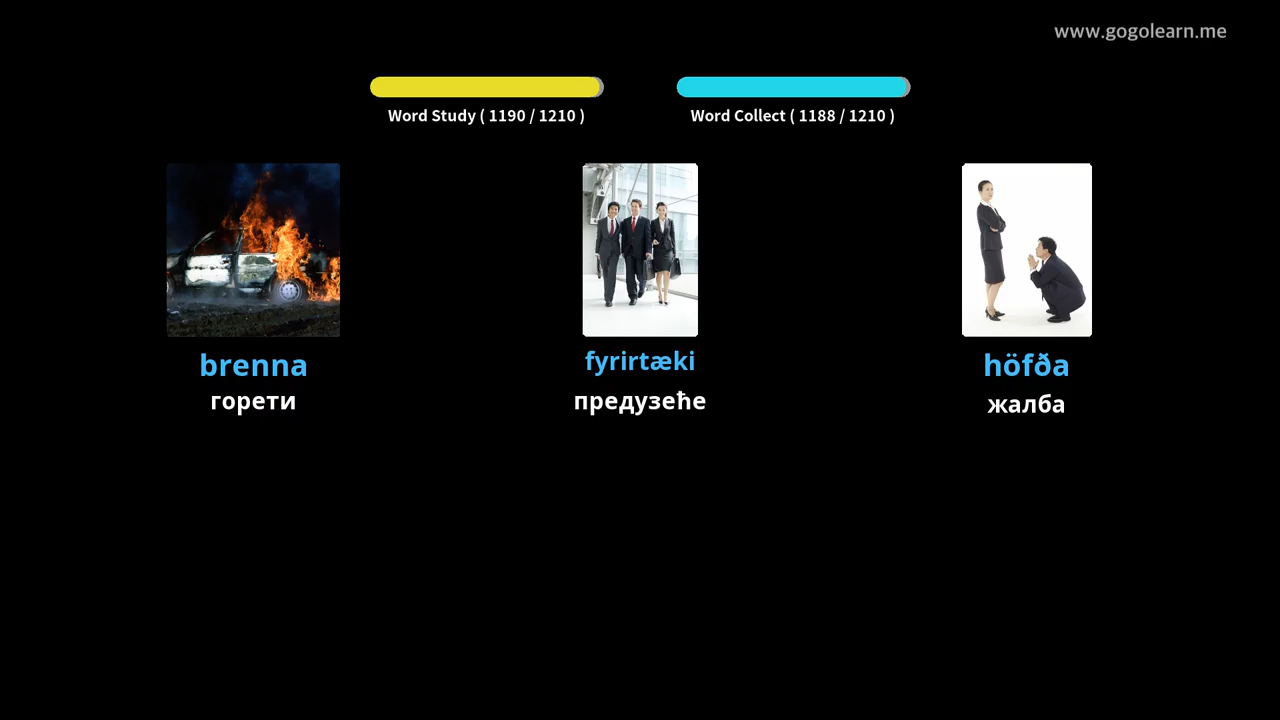 www.gogolearn.me
Word Study ( 1190 / 1210 )
Word Collect ( 1188 / 1210 )
brenna
fyrirtæki
höfða
горети
предузеће
жалба